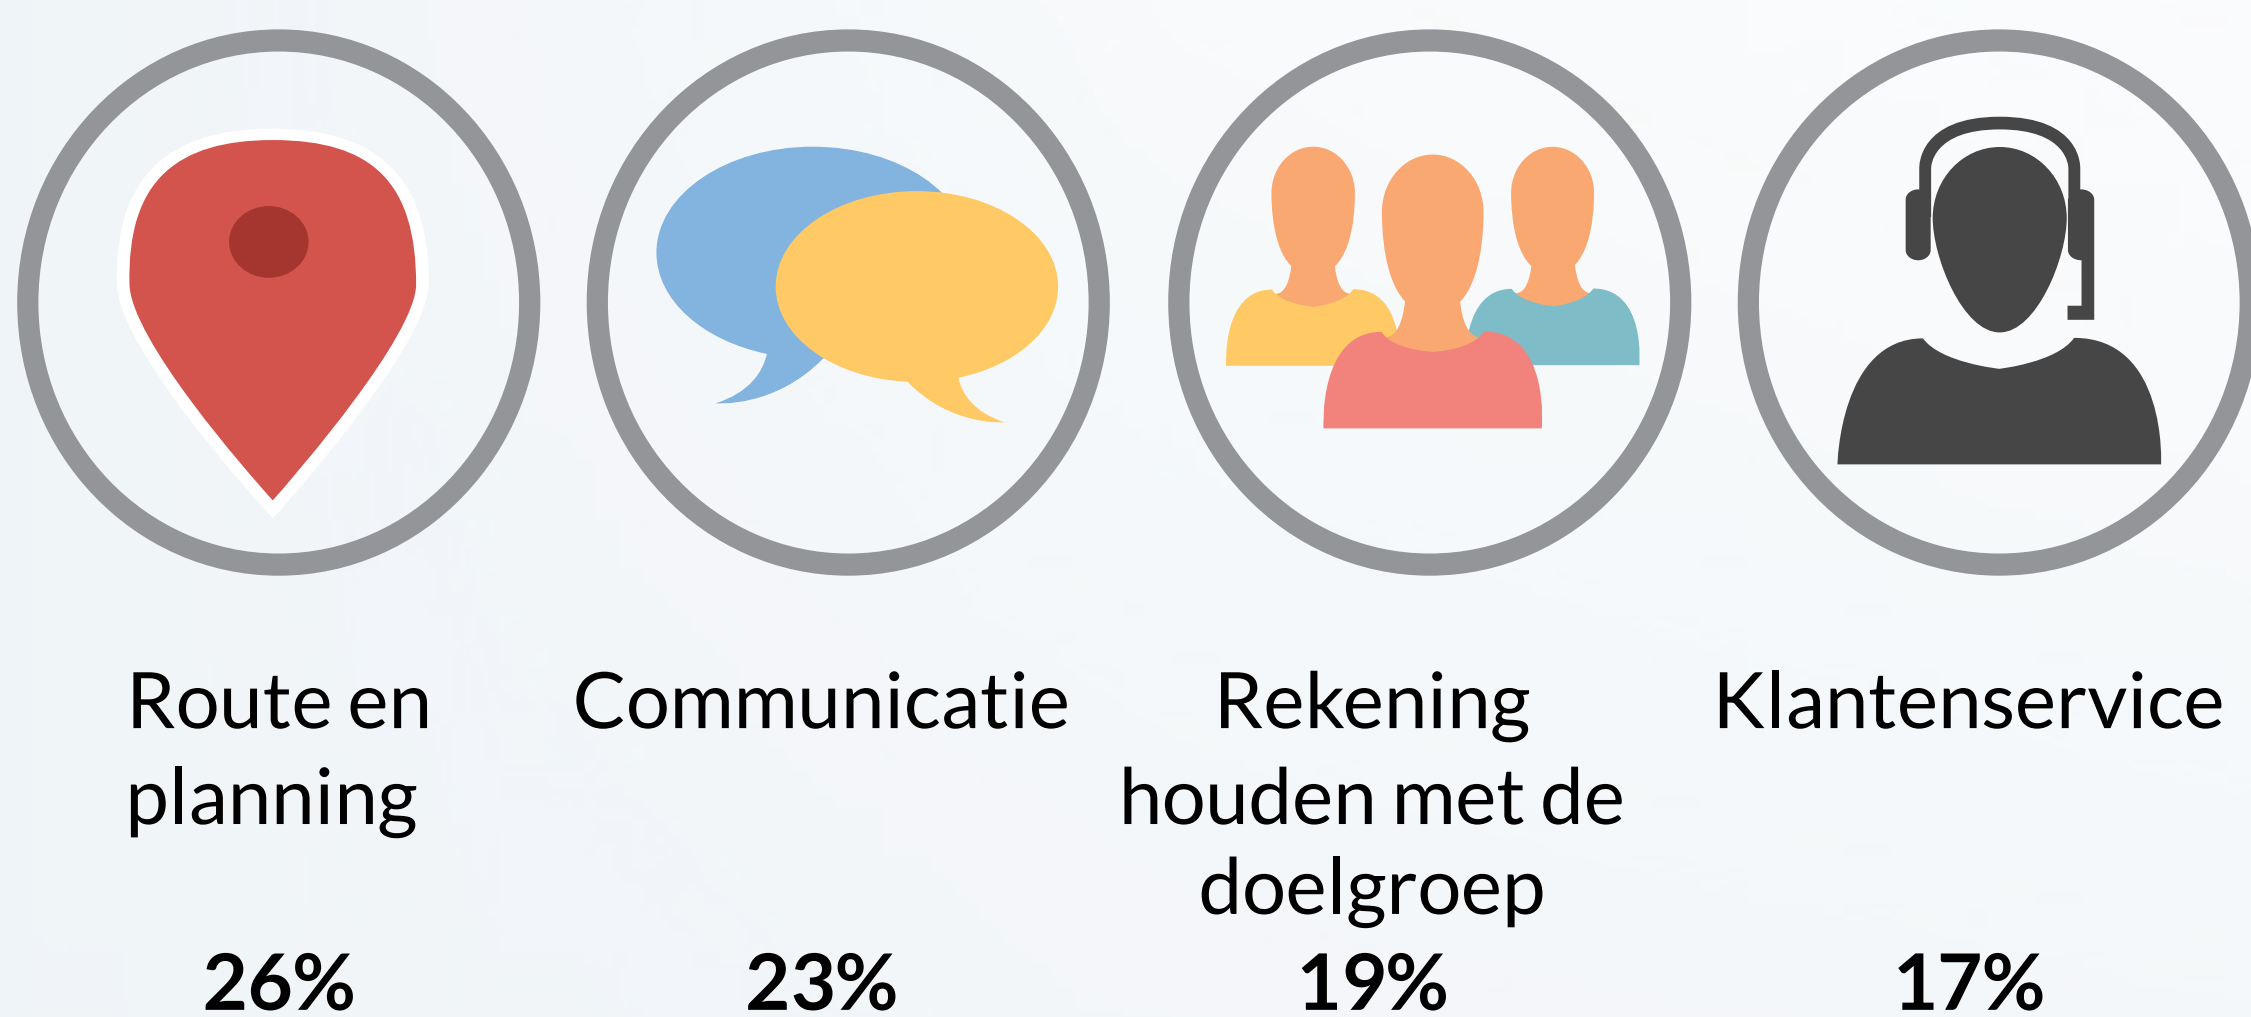 Route en
planning
26%
Communicatie
23%
Rekening
houden met de
doelgroep
19%
Klantenservice
17%